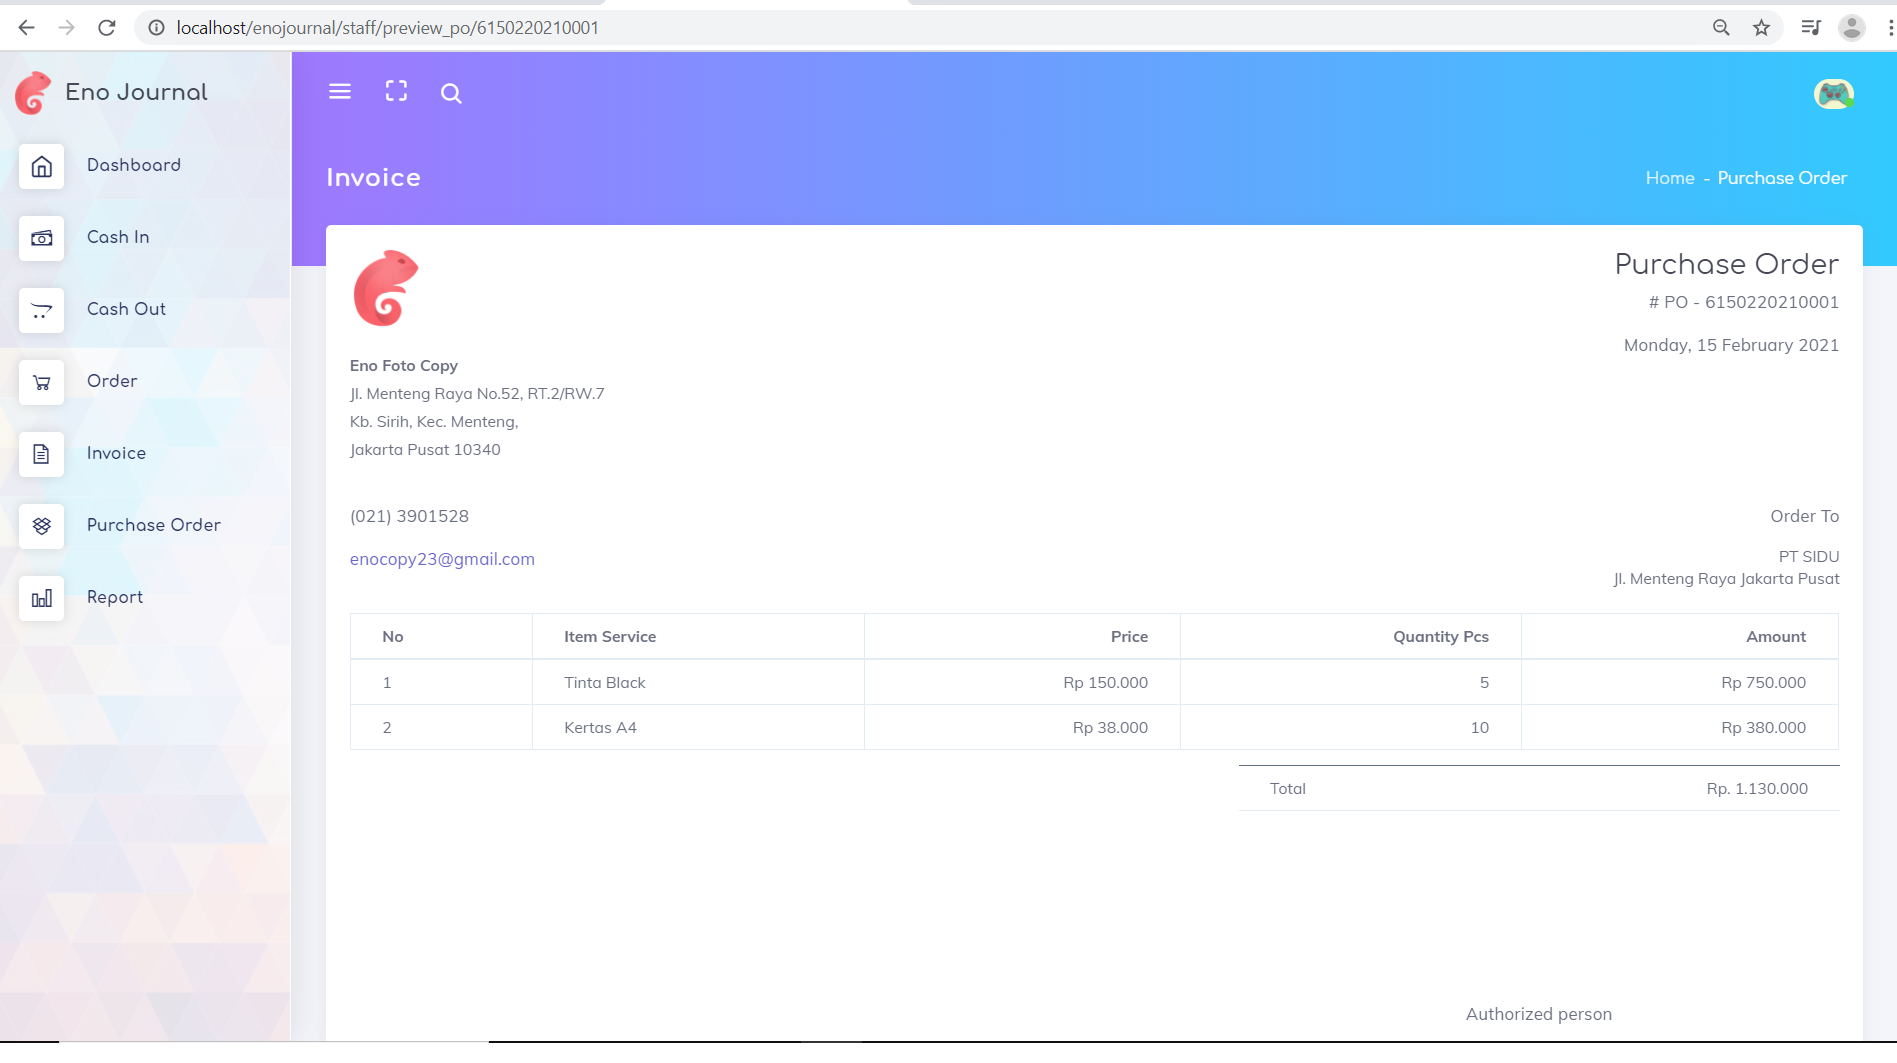 localhost/enojournal/staff/preview_po/6150220210001
Eno Journal
Dashboard
Cash In
Cash Out
Order
Invoice
Purchase Order
Report
Invoice
Home - Purchase Order
Purchase Order
# PO - 6150220210001
Monday, 15 February 2021
Eno Foto Copy
Jl. Menteng Raya No.52, RT.2/RW.7
Kb. Sirih, Kec. Menteng,
Jakarta Pusat 10340
(021) 3901528
enocopy23@gmail.com
Order To
PT SIDU
Jl. Menteng Raya Jakarta Pusat
No Item Service Price Quantity Pcs Amount
1 Tinta Black Rp 150.000 5 Rp 750.000
2 Kertas A4 Rp 38.000 10 Rp 380.000
Total Rp. 1.130.000
Authorized person